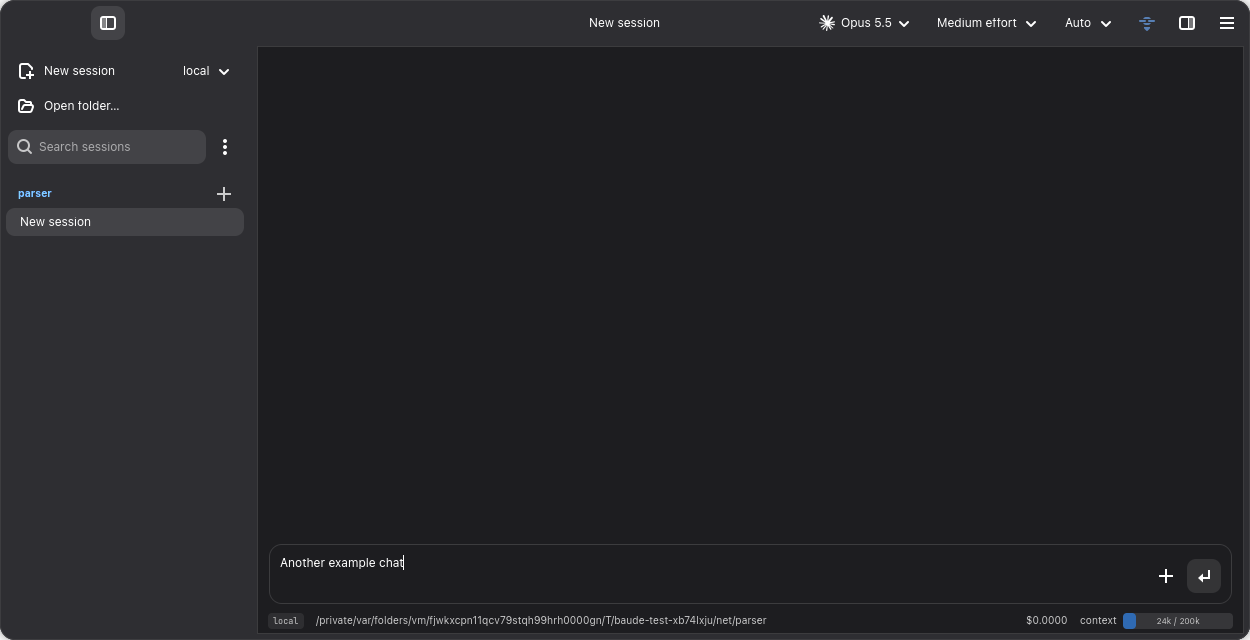 New session
Opus 5.5
Medium effort
Auto
New session
local
Open folder...
Search sessions
parser
New session
Another example chat
local
/private/var/folders/vm/fjwkxcpn11qcv79stqh99hrh0000gn/T/baude-test-xb74lxju/net/parser
$0.0000
context
24k / 200k